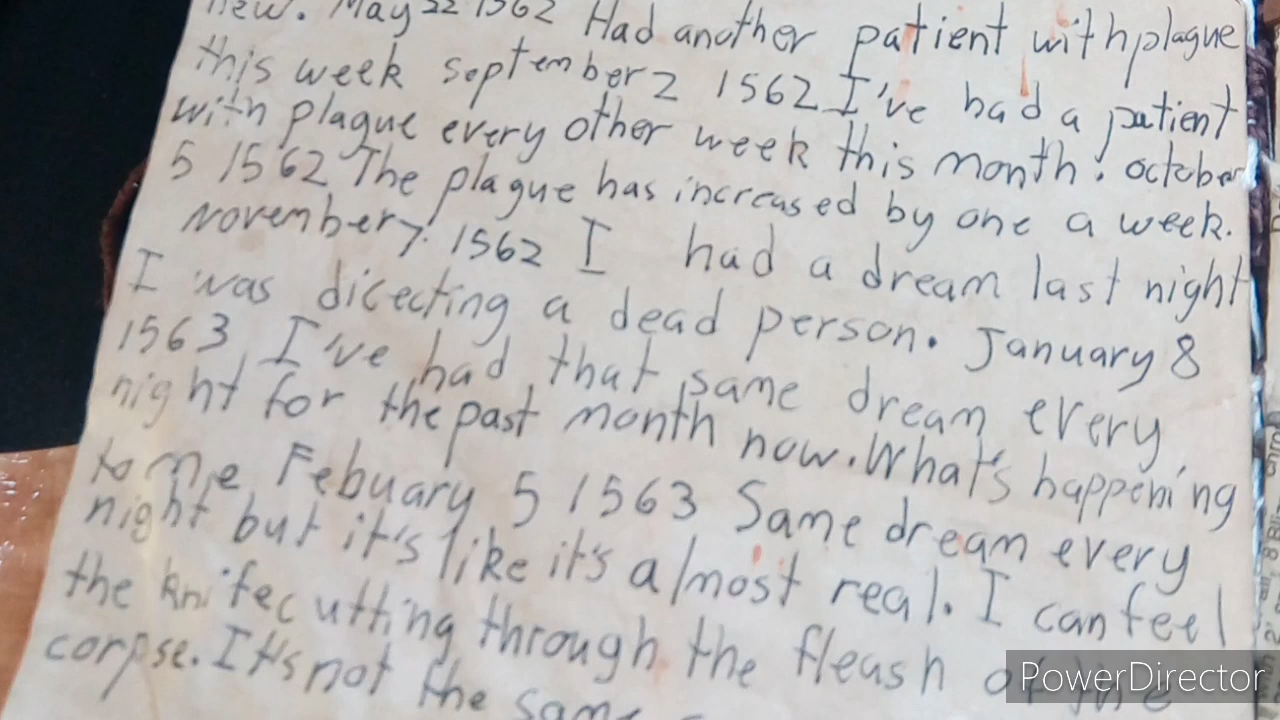 new. May 22 1562 Had another patient with plague
this week september 2 1562 I've had a patient
with plague every other week this month. october
5 1562 The plague has increased by one a week.
November 7. 1562 I had a dream last night
I was dicecting a dead person. January 8
1563 I've had that same dream every
night for the past month now. What's happening
to me Febuary 5 1563 Same dream every
night but it's like it's almost real. I can feel
the knife cutting through the fleash of the
corpse. It's not the same
PowerDirector